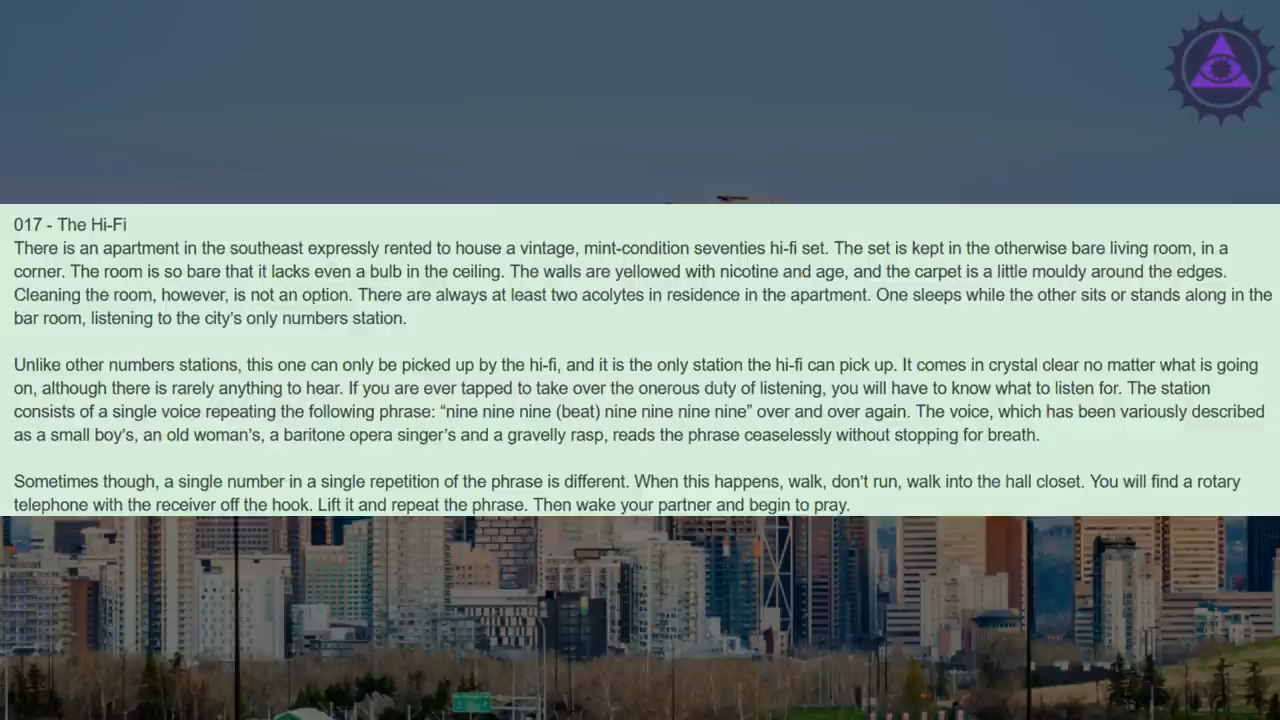 017 - The Hi-Fi
There is an apartment in the southeast expressly rented to house a vintage, mint-condition seventies hi-fi set. The set is kept in the otherwise bare living room, in a
corner. The room is so bare that it lacks even a bulb in the ceiling. The walls are yellowed with nicotine and age, and the carpet is a little mouldy around the edges.
Cleaning the room, however, is not an option. There are always at least two acolytes in residence in the apartment. One sleeps while the other sits or stands along in the
bar room, listening to the city's only numbers station.
Unlike other numbers stations, this one can only be picked up by the hi-fi, and it is the only station the hi-fi can pick up. It comes in crystal clear no matter what is going
on, although there is rarely anything to hear. If you are ever tapped to take over the onerous duty of listening, you will have to know what to listen for. The station
consists of a single voice repeating the following phrase: “nine nine nine (beat) nine nine nine nine” over and over again. The voice, which has been variously described
as a small boy's, an old woman's, a baritone opera singer's and a gravelly rasp, reads the phrase ceaselessly without stopping for breath.
Sometimes though, a single number in a single repetition of the phrase is different. When this happens, walk, don't run, walk into the hall closet. You will find a rotary
telephone with the receiver off the hook. Lift it and repeat the phrase. Then wake your partner and begin to pray.